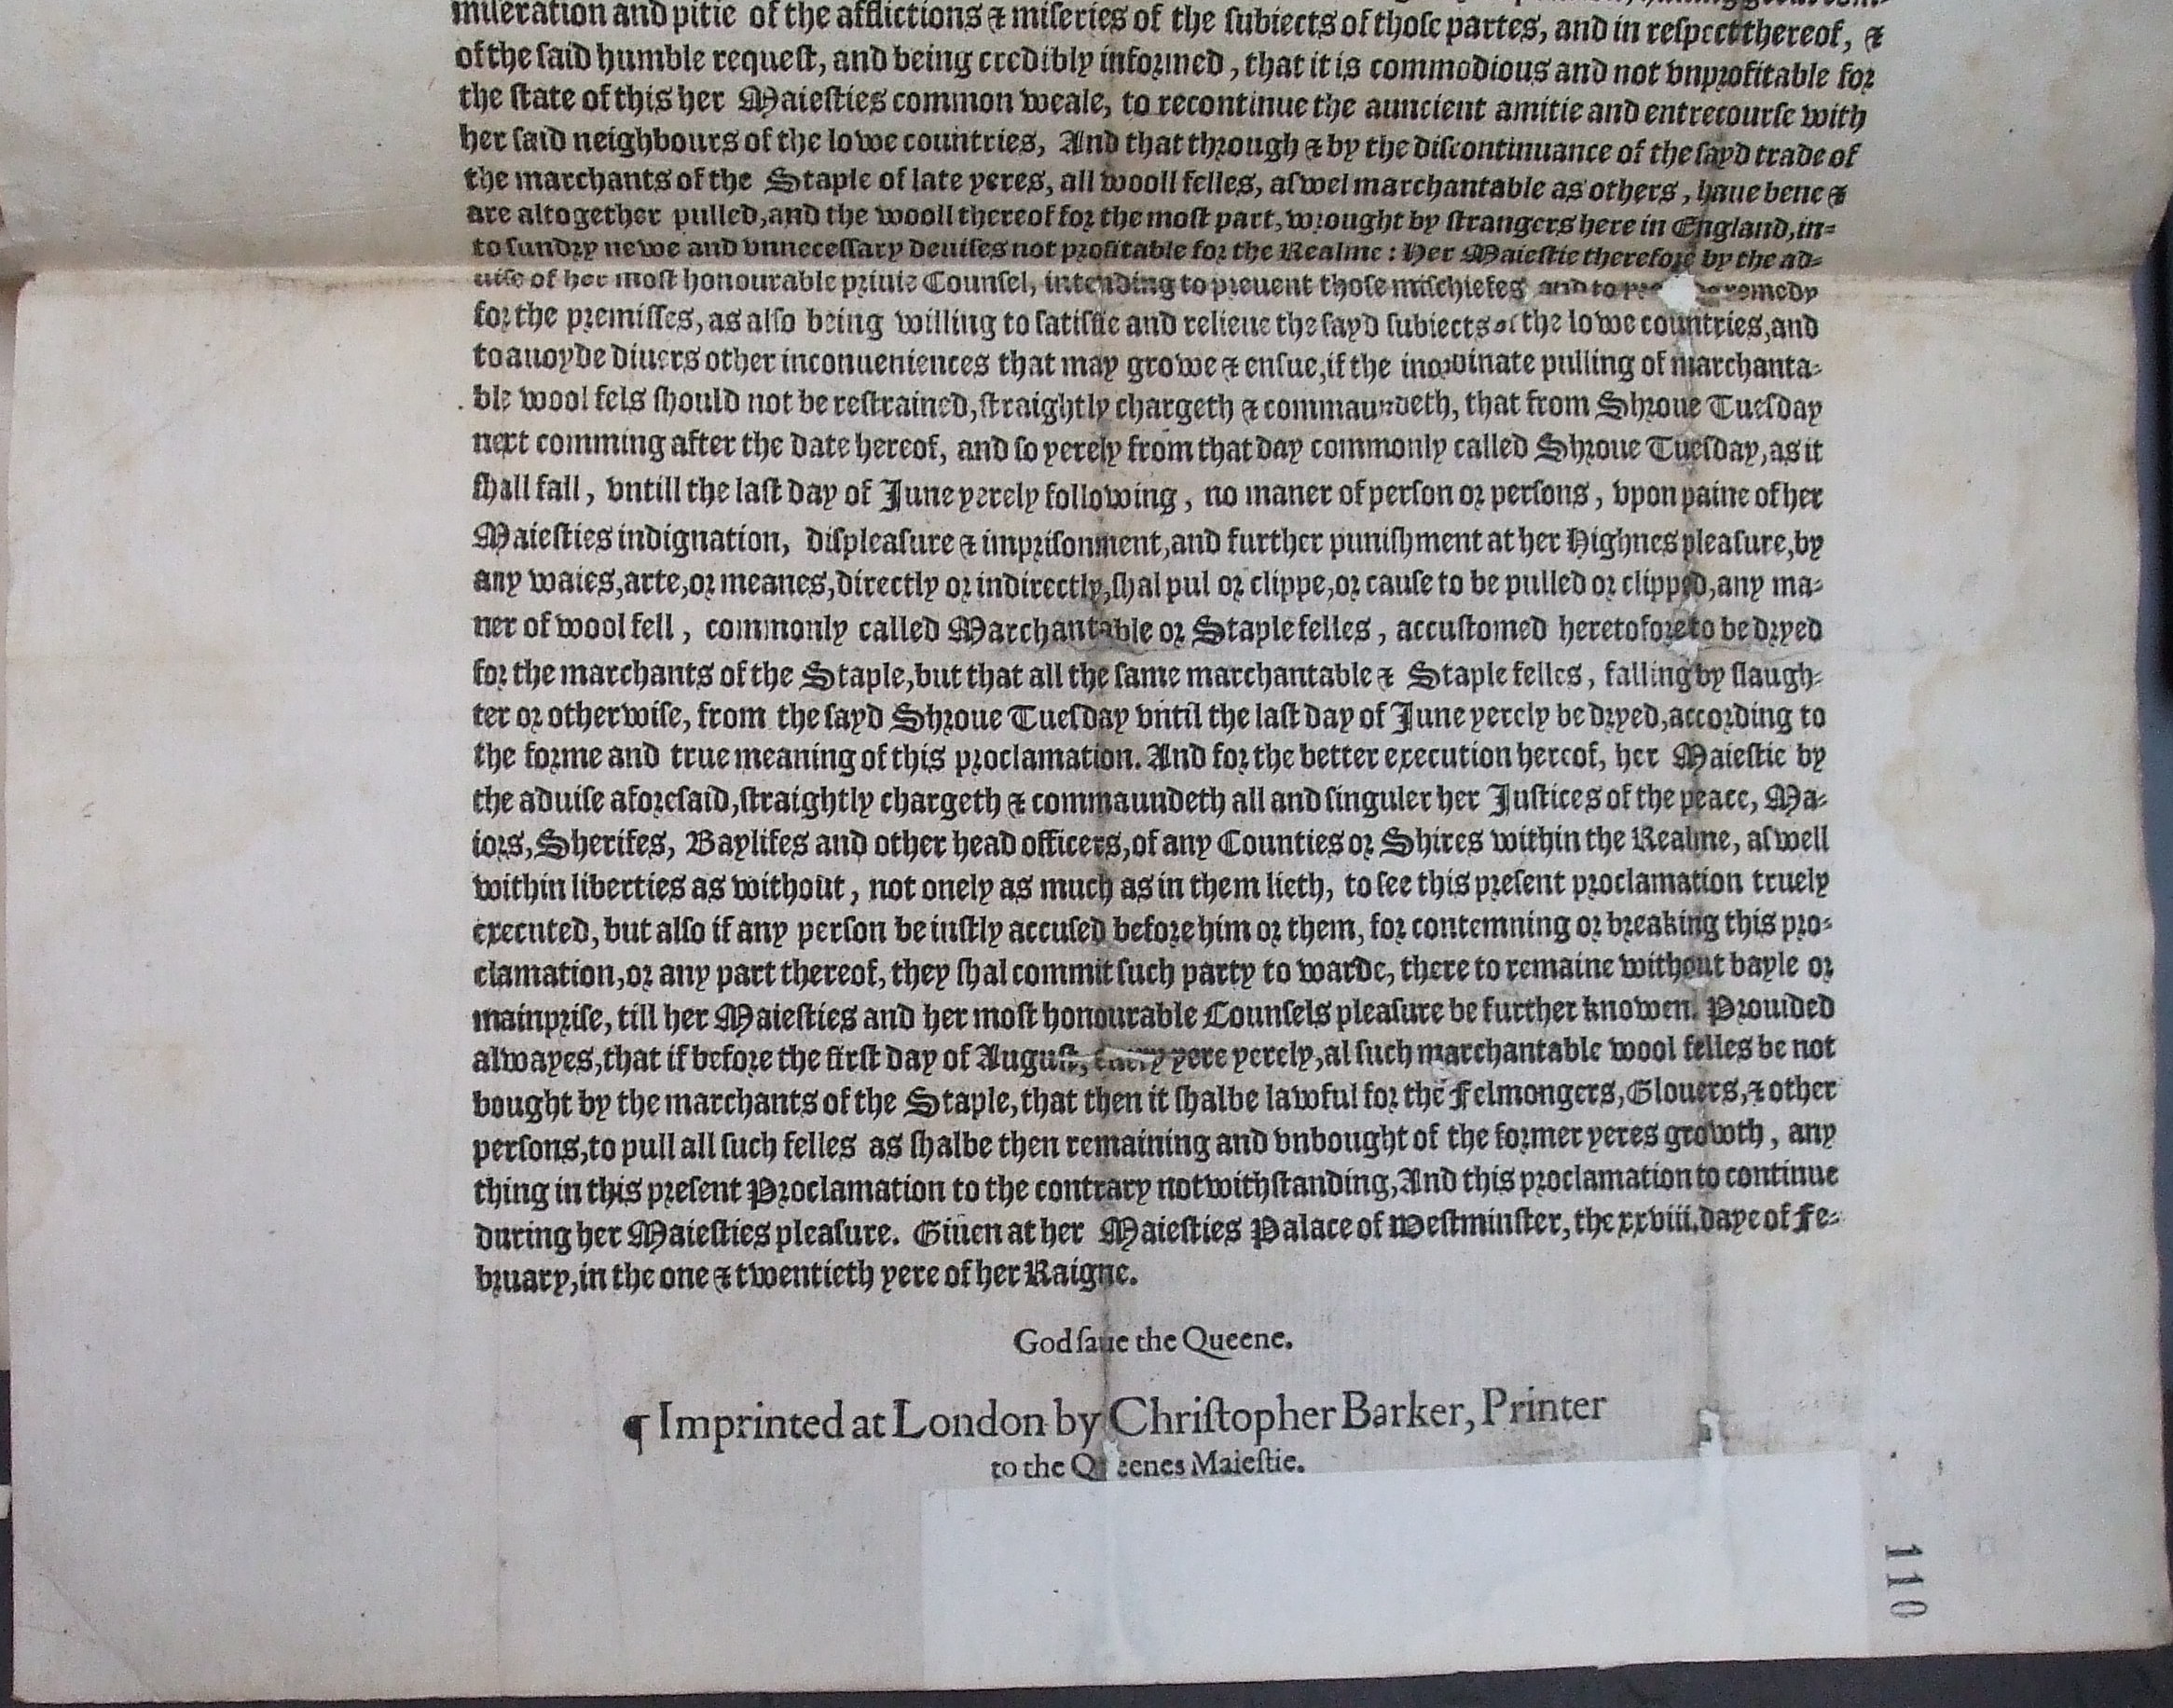 miſeration and pitie of the afflictions & miſeries of the ſubiects of thoſe partes, and in reſpect thereof, &
of the ſaid humble requeſt, and being credibly informed, that it is commodious and not vnprofitable for
the ſtate of this her Maieſties common weale, to recontinue the auncient amitie and entrecourſe with
her ſaid neighbours of the lowe countries, And that through & by the diſcontinuance of the ſayd trade of
the marchants of the Staple of late yeres, all wooll felles, aſwel marchantable as others, haue bene &
are altogether pulled, and the wooll thereof for the moſt part, wrought by ſtrangers here in England, in-
to ſundry newe and vnneceſſary deuiſes not profitable for the Realme: Her Maieſtie therefore by the ad-
uiſe of her moſt honourable priuie Counſel, intending to preuent thoſe miſchiefes and to remedy
for the premiſſes, as alſo being willing to ſatiſfie and relieue the ſayd ſubiects of the lowe countries, and
to auoyde diuers other inconueniences that may growe & enſue, if the inordinate pulling of marchanta-
ble wool fels ſhould not be reſtrained, ſtraightly chargeth & commaundeth, that from Shroue Tueſday
next comming after the date hereof, and ſo yerely from that day commonly called Shroue Tueſday, as it
ſhall fall, vntill the laſt day of June yerely following, no maner of perſon or perſons, vpon paine of her
Maieſties indignation, diſpleaſure & impriſonment, and further puniſhment at her Highnes pleaſure, by
any waies, arte, or meanes, directly or indirectly, ſhal pul or clippe, or cauſe to be pulled or clipped, any ma-
ner of wool fell, commonly called Marchantable or Staple felles, accuſtomed heretofore to be dryed
for the marchants of the Staple, but that all the ſame marchantable & Staple felles, falling by ſlaugh-
ter or otherwiſe, from the ſayd Shroue Tueſday vntil the laſt day of June yerely be dryed, according to
the forme and true meaning of this proclamation. And for the better execution hereof, her Maieſtie by
the aduiſe aforeſaid, ſtraightly chargeth & commaundeth all and ſinguler her Juſtices of the peace, Ma-
iors, Sherifes, Baylifes and other head officers, of any Counties or Shires within the Realme, aſwell
within liberties as without, not onely as much as in them lieth, to ſee this preſent proclamation truely
executed, but alſo if any perſon be iuſtly accuſed before him or them, for contemning or breaking this pro-
clamation, or any part thereof, they ſhal commit ſuch party to warde, there to remaine without bayle or
mainpriſe, till her Maieſties and her moſt honourable Counſels pleaſure be further knowen. Prouided
alwayes, that if before the firſt day of Auguſt, euery yere yerely, al ſuch marchantable wool felles be not
bought by the marchants of the Staple, that then it ſhalbe lawful for the Felmongers, Glouers, & other
perſons, to pull all ſuch felles as ſhalbe then remaining and vnbought of the former yeres growth, any
thing in this preſent Proclamation to the contrary notwithſtanding, And this proclamation to continue
during her Maieſties pleaſure. Giuen at her Maieſties Palace of Weſtminſter, the xxviii. daye of Fe-
bruary, in the one & twentieth yere of her Raigne.
God ſaue the Queene.
¶ Imprinted at London by Chriſtopher Barker, Printer
to the Queenes Maieſtie.
110